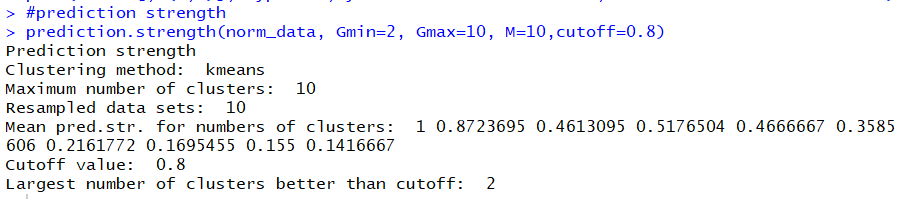 > #prediction strength
> prediction.strength(norm_data, Gmin=2, Gmax=10, M=10,cutoff=0.8)
Prediction strength
Clustering method:  kmeans
Maximum number of clusters:  10
Resampled data sets:  10
Mean pred.str. for numbers of clusters:  1 0.8723695 0.4613095 0.5176504 0.4666667 0.3585
606 0.2161772 0.1695455 0.155 0.1416667
Cutoff value:  0.8
Largest number of clusters better than cutoff:  2